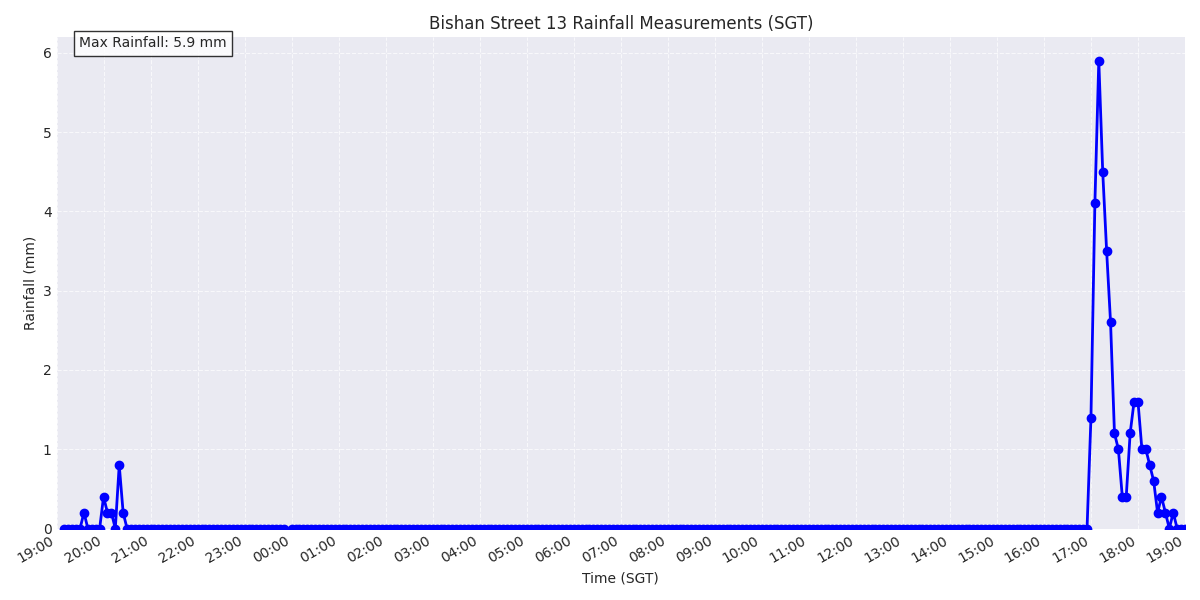 Bishan Street 13 Rainfall Measurements (SGT)
Max Rainfall: 5.9 mm
6
5
4
3
2
1
0
Rainfall (mm)
19:00 20:00 21:00 22:00 23:00 00:00 01:00 02:00 03:00 04:00 05:00 06:00 07:00 08:00 09:00 10:00 11:00 12:00 13:00 14:00 15:00 16:00 17:00 18:00 19:00
Time (SGT)